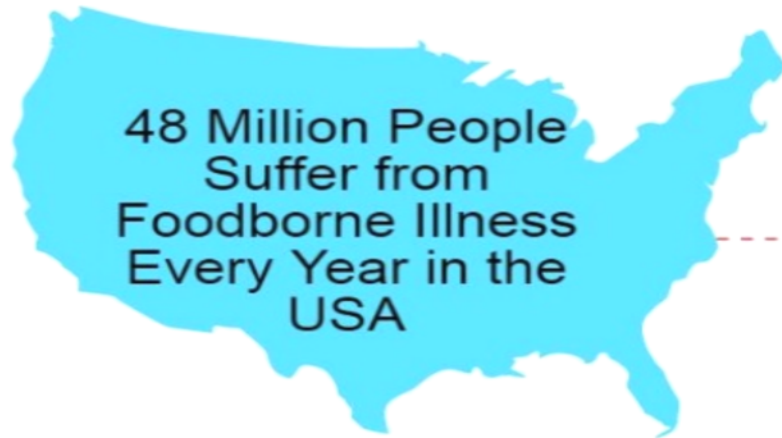 48 Million People
Suffer from
Foodborne Illness
Every Year in the
USA